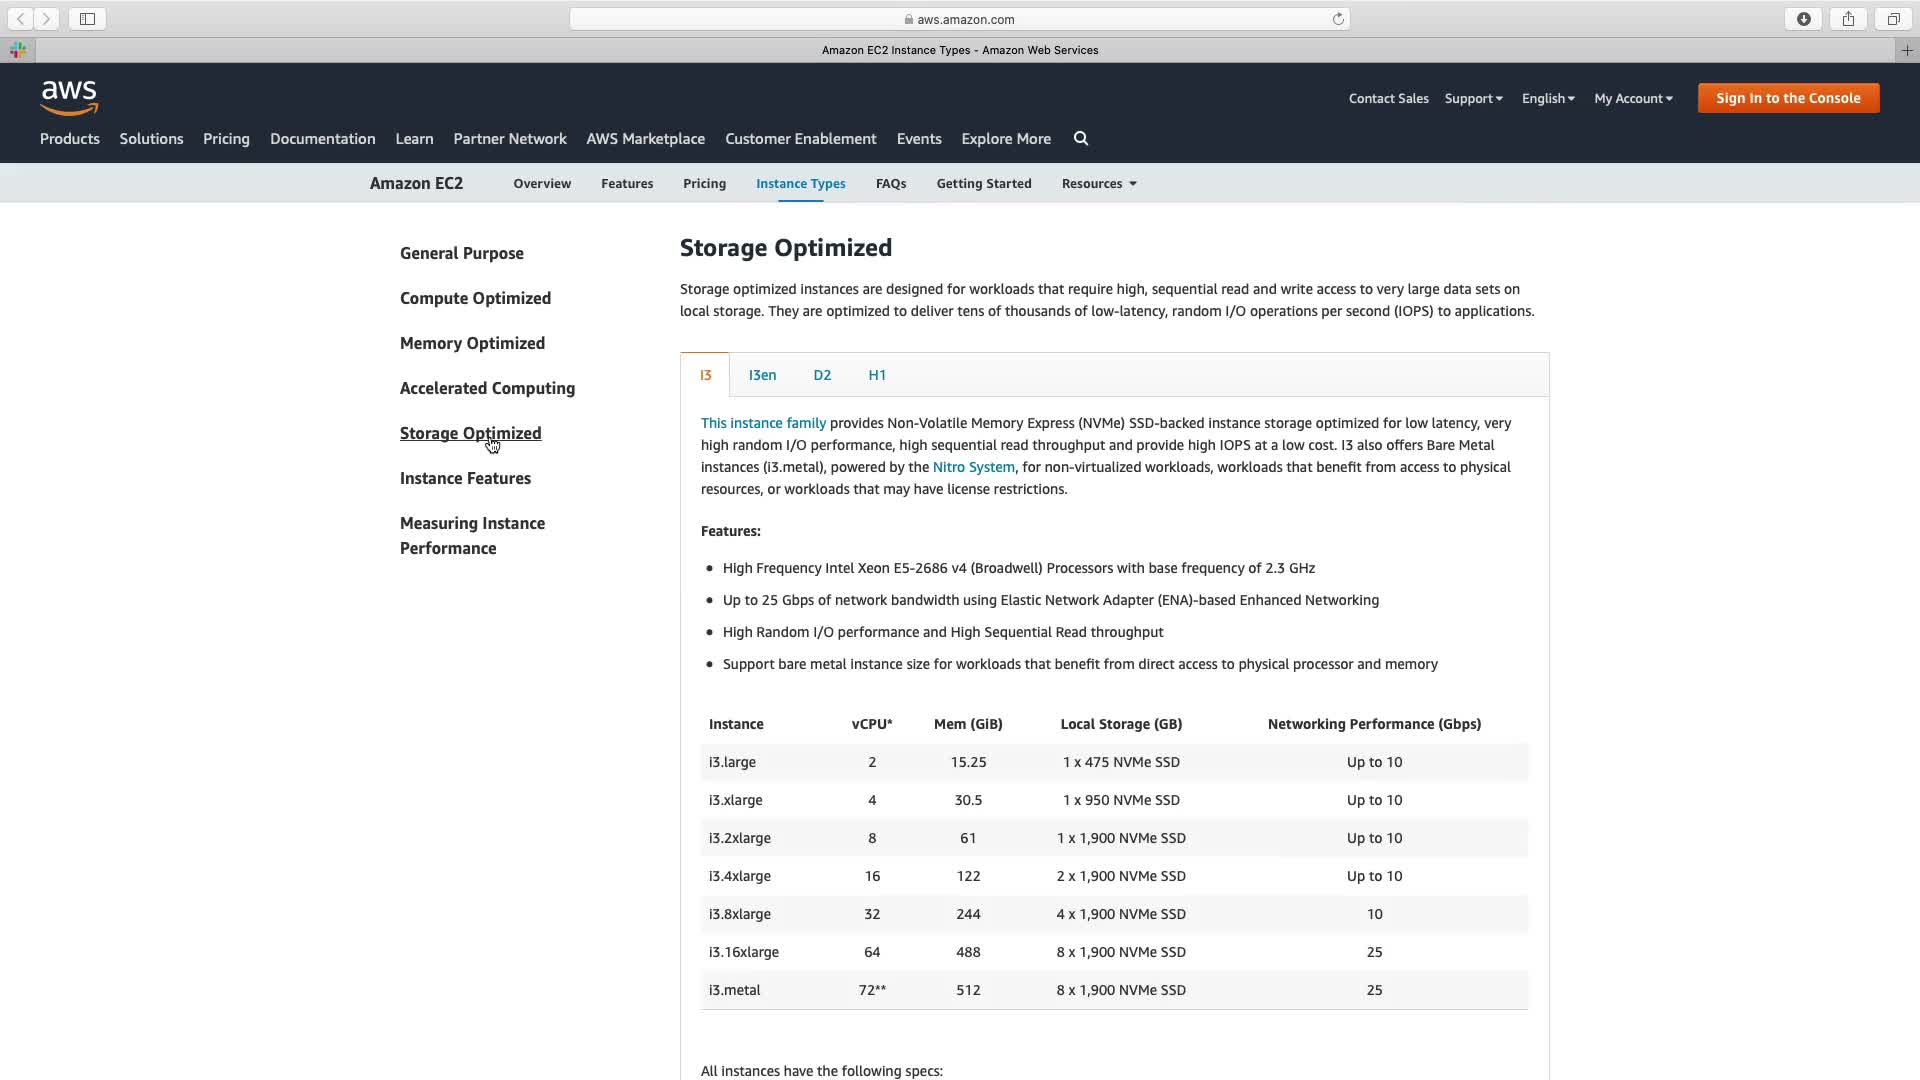 aws.amazon.com
Amazon EC2 Instance Types - Amazon Web Services
aws
Contact Sales Support English My Account Sign In to the Console
Products Solutions Pricing Documentation Learn Partner Network AWS Marketplace Customer Enablement Events Explore More
Amazon EC2 Overview Features Pricing Instance Types FAQs Getting Started Resources
General Purpose
Compute Optimized
Memory Optimized
Accelerated Computing
Storage Optimized
Instance Features
Measuring Instance
Performance
Storage Optimized
Storage optimized instances are designed for workloads that require high, sequential read and write access to very large data sets on
local storage. They are optimized to deliver tens of thousands of low-latency, random I/O operations per second (IOPS) to applications.
I3 I3en D2 H1
This instance family provides Non-Volatile Memory Express (NVMe) SSD-backed instance storage optimized for low latency, very
high random I/O performance, high sequential read throughput and provide high IOPS at a low cost. I3 also offers Bare Metal
instances (i3.metal), powered by the Nitro System, for non-virtualized workloads, workloads that benefit from access to physical
resources, or workloads that may have license restrictions.
Features:
• High Frequency Intel Xeon E5-2686 v4 (Broadwell) Processors with base frequency of 2.3 GHz
• Up to 25 Gbps of network bandwidth using Elastic Network Adapter (ENA)-based Enhanced Networking
• High Random I/O performance and High Sequential Read throughput
• Support bare metal instance size for workloads that benefit from direct access to physical processor and memory
Instance vCPU* Mem (GiB) Local Storage (GB) Networking Performance (Gbps)
i3.large 2 15.25 1 x 475 NVMe SSD Up to 10
i3.xlarge 4 30.5 1 x 950 NVMe SSD Up to 10
i3.2xlarge 8 61 1 x 1,900 NVMe SSD Up to 10
i3.4xlarge 16 122 2 x 1,900 NVMe SSD Up to 10
i3.8xlarge 32 244 4 x 1,900 NVMe SSD 10
i3.16xlarge 64 488 8 x 1,900 NVMe SSD 25
i3.metal 72** 512 8 x 1,900 NVMe SSD 25
All instances have the following specs: